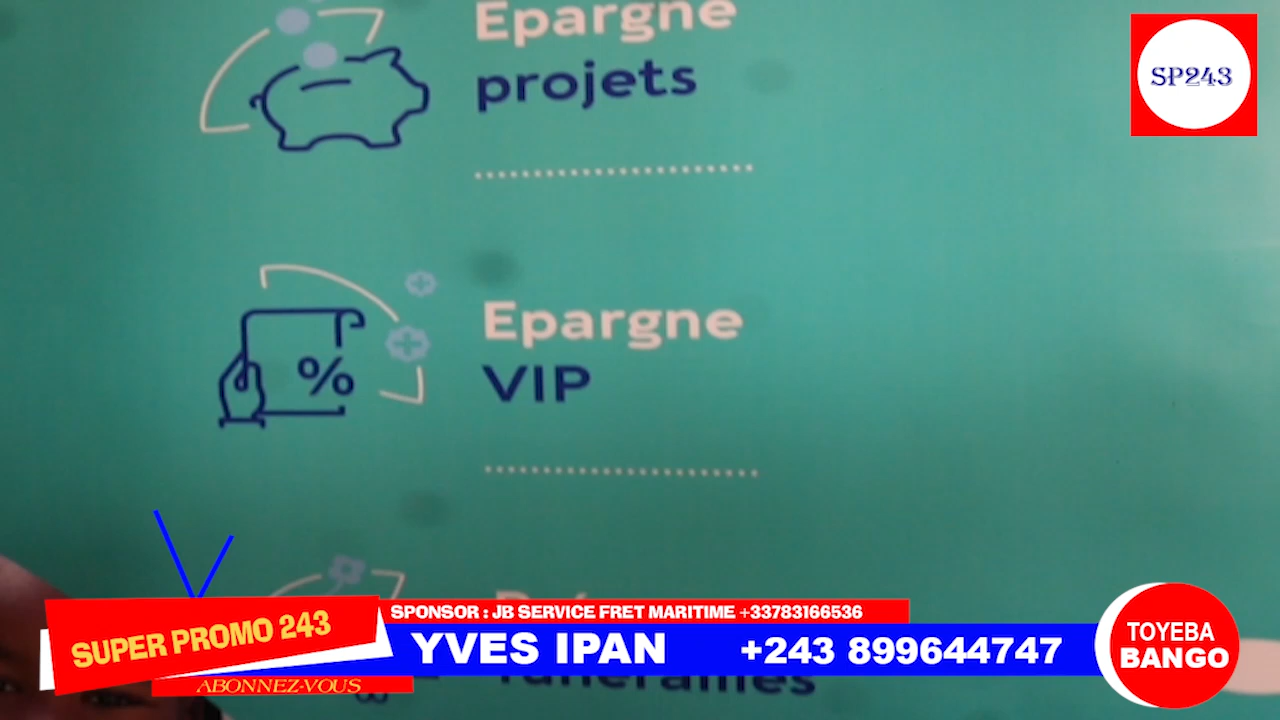 Epargne
projets
SP243
Epargne
VIP
%
SPONSOR : JB SERVICE FRET MARITIME +33783166536
SUPER PROMO 243
YVES IPAN +243 899644747
TOYEBA
BANGO
ABONNEZ-VOUS
funérailles